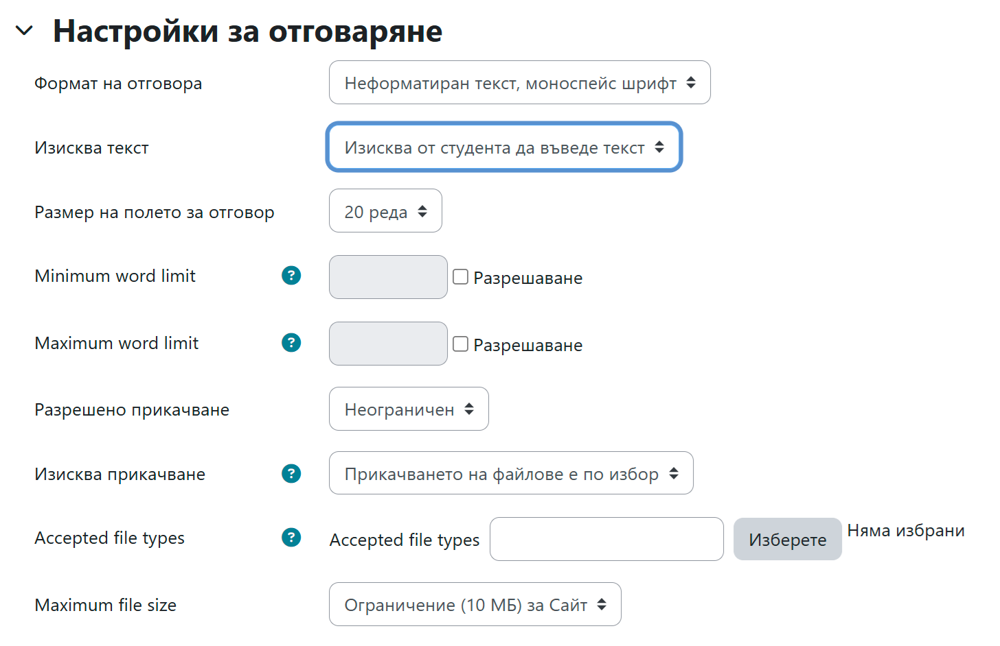 Настройки за отговаряне
Формат на отговора
Неформатиран текст, моноспейс шрифт
Изисква текст
Изисква от студента да въведе текст
Размер на полето за отговор
20 реда
Minimum word limit ?
Разрешаване
Maximum word limit ?
Разрешаване
Разрешено прикачване
Неограничен
Изисква прикачване ?
Прикачването на файлове е по избор
Accepted file types ?
Accepted file types
Изберете
Няма избрани
Maximum file size
Ограничение (10 МБ) за Сайт